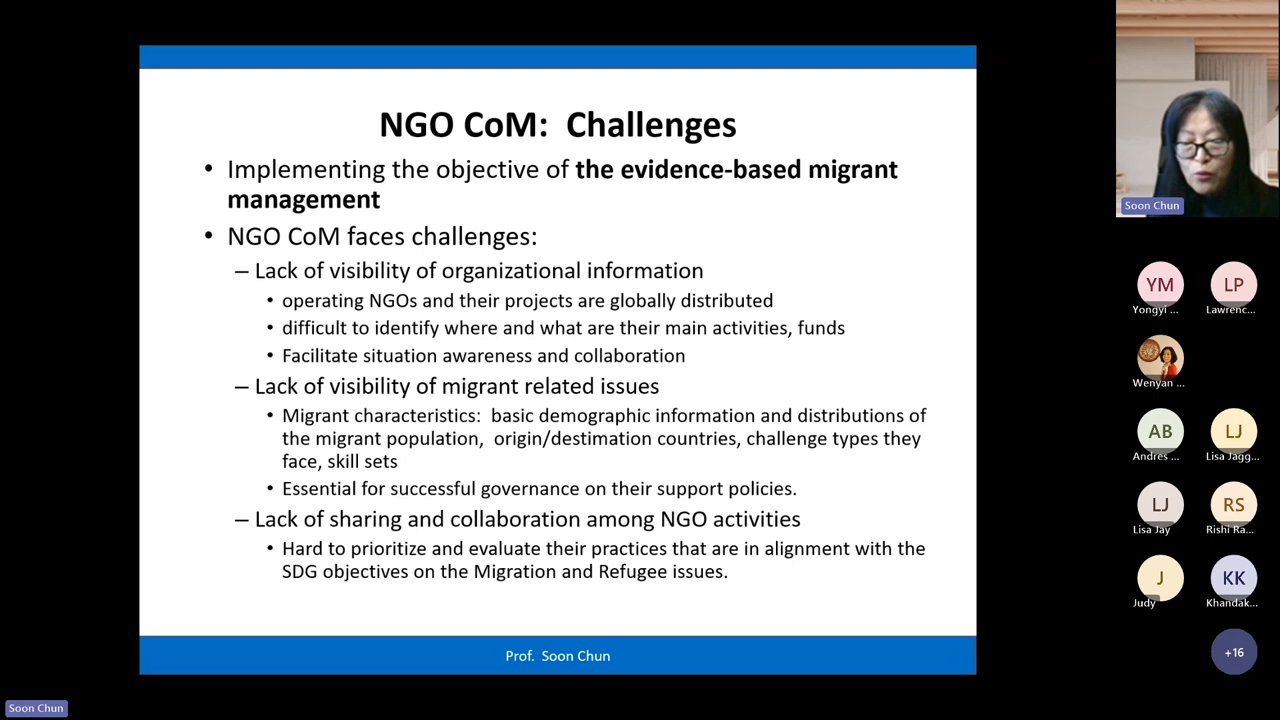 NGO CoM: Challenges
• Implementing the objective of the evidence-based migrant
management
• NGO CoM faces challenges:
– Lack of visibility of organizational information
• operating NGOs and their projects are globally distributed
• difficult to identify where and what are their main activities, funds
• Facilitate situation awareness and collaboration
– Lack of visibility of migrant related issues
• Migrant characteristics: basic demographic information and distributions of
the migrant population, origin/destimation countries, challenge types they
face, skill sets
• Essential for successful governance on their support policies.
– Lack of sharing and collaboration among NGO activities
• Hard to prioritize and evaluate their practices that are in alignment with the
SDG objectives on the Migration and Refugee issues.
Prof. Soon Chun
Soon Chun
Soon Chun
YM
Yongyi ...
LP
Lawrenc...
Wenyan ...
AB
Andres ...
LJ
Lisa Jagg...
LJ
Lisa Jay
RS
Rishi Ra...
J
Judy
KK
Khandak...
+16